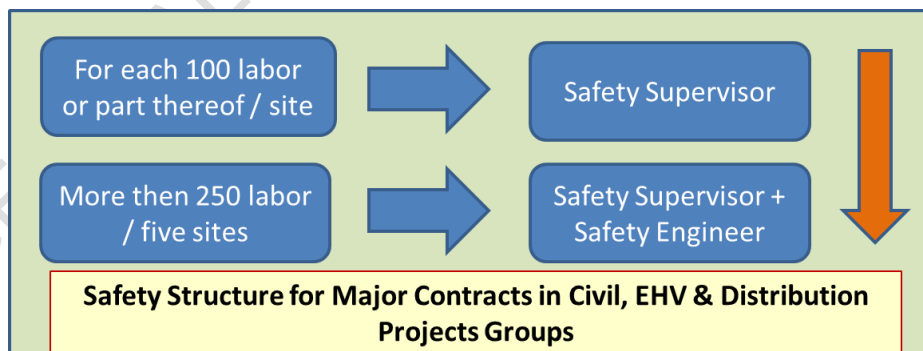 For each 100 labor
or part thereof / site
Safety Supervisor
More then 250 labor
/ five sites
Safety Supervisor +
Safety Engineer
Safety Structure for Major Contracts in Civil, EHV & Distribution
Projects Groups